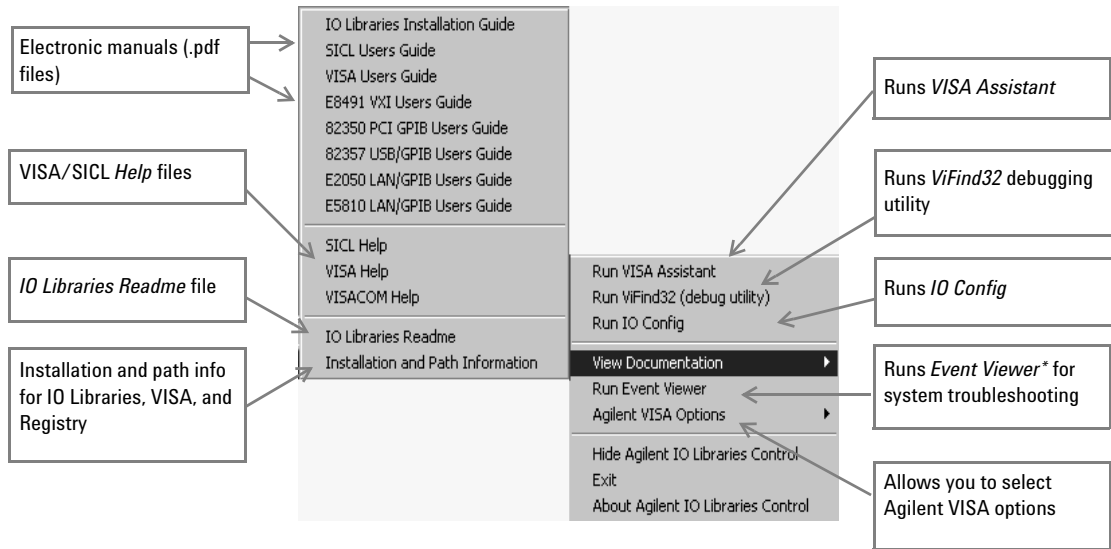 Electronic manuals (.pdf
files)
VISA/SICL Help files
IO Libraries Readme file
Installation and path info
for IO Libraries, VISA, and
Registry
IO Libraries Installation Guide
SICL Users Guide
VISA Users Guide
E8491 VXI Users Guide
82350 PCI GPIB Users Guide
82357 USB/GPIB Users Guide
E2050 LAN/GPIB Users Guide
E5810 LAN/GPIB Users Guide
SICL Help
VISA Help
VISACOM Help
IO Libraries Readme
Installation and Path Information
Run VISA Assistant
Run ViFind32 (debug utility)
Run IO Config
View Documentation
Run Event Viewer
Agilent VISA Options
Hide Agilent IO Libraries Control
Exit
About Agilent IO Libraries Control
Runs VISA Assistant
Runs ViFind32 debugging
utility
Runs IO Config
Runs Event Viewer* for
system troubleshooting
Allows you to select
Agilent VISA options